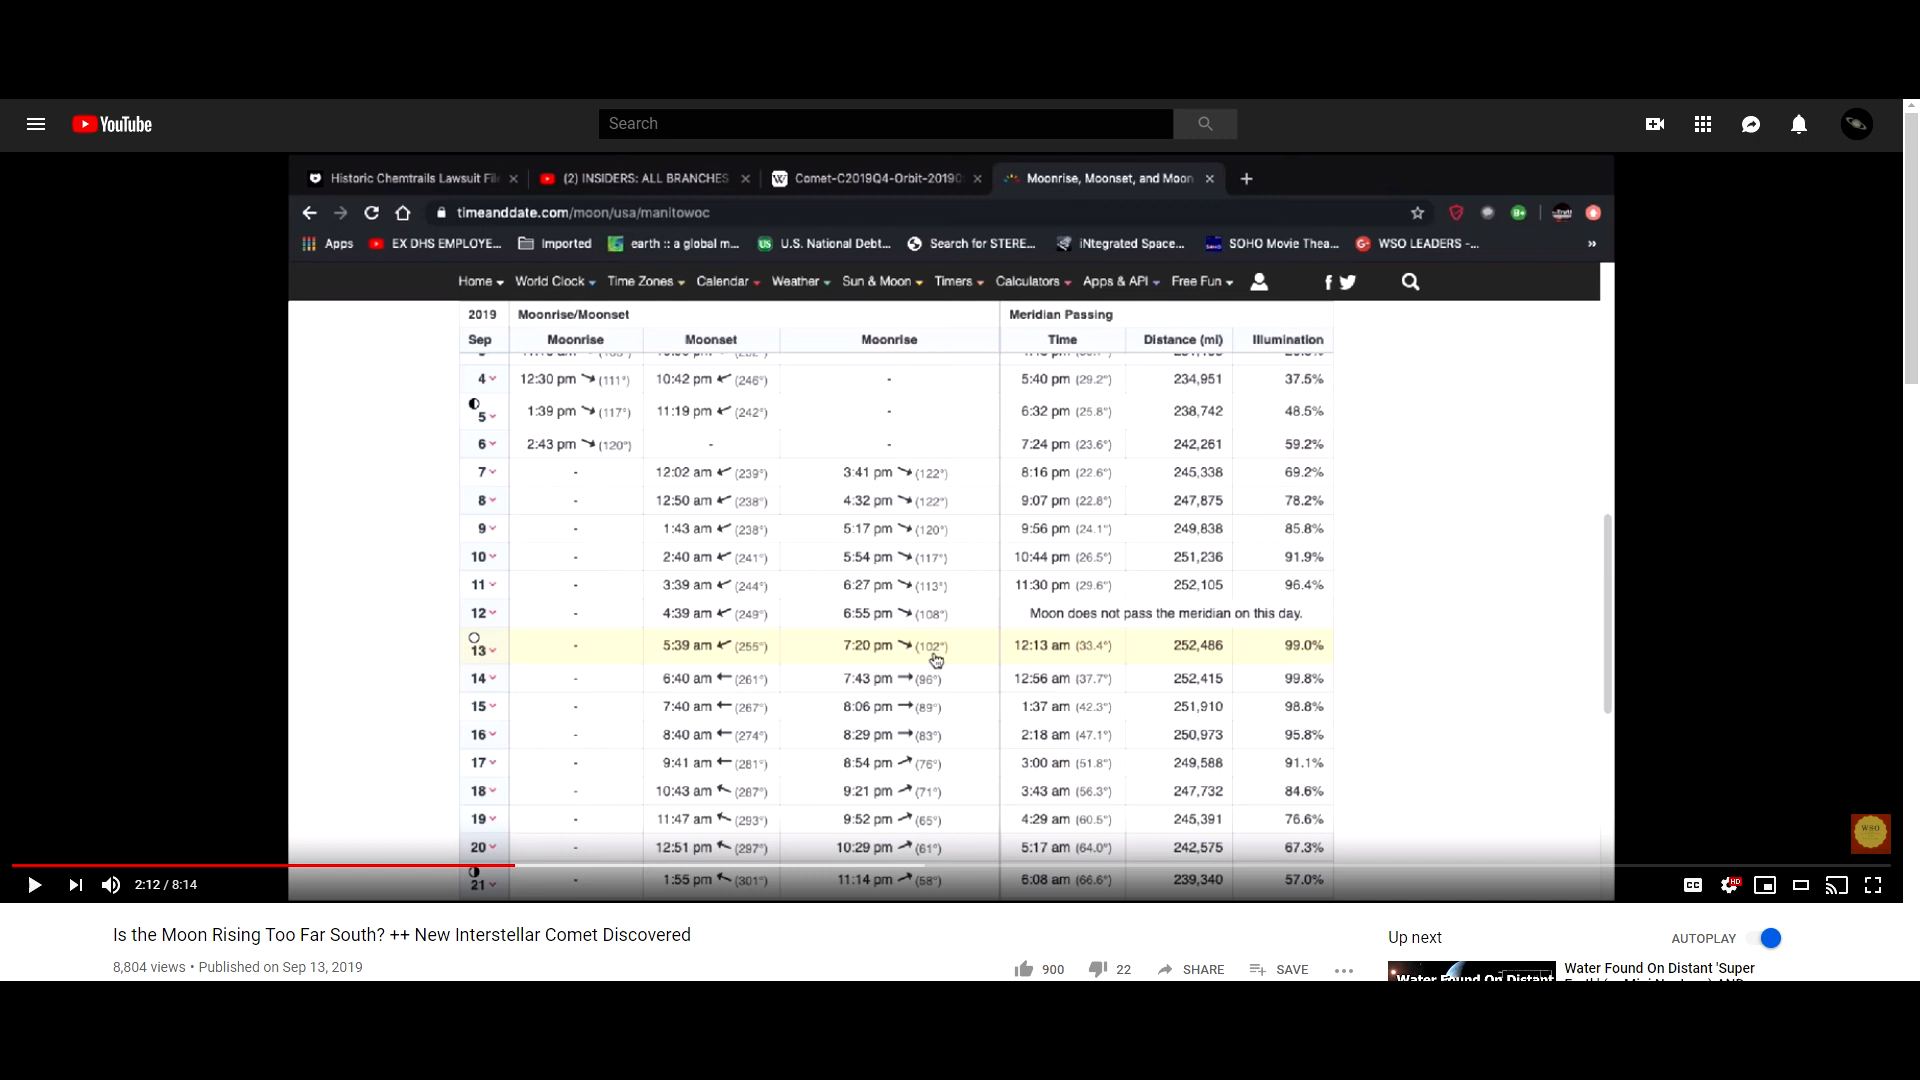 YouTube
Search
Historic Chemtrails Lawsuit Fil
(2) INSIDERS: ALL BRANCHES
Comet-C2019Q4-Orbit-20190
Moonrise, Moonset, and Moon
timeanddate.com/moon/usa/manitowoc
Apps EX DHS EMPLOYE... Imported earth :: a global m... U.S. National Debt... Search for STERE... iNtegrated Space... SOHO Movie Thea... WSO LEADERS -... »
Home World Clock Time Zones Calendar Weather Sun & Moon Timers Calculators Apps & API Free Fun
2019 Moonrise/Moonset Meridian Passing
Sep Moonrise Moonset Moonrise Time Distance (mi) Illumination
4 12:30 pm (111°) 10:42 pm (246°) - 5:40 pm (29.2°) 234,951 37.5%
5 1:39 pm (117°) 11:19 pm (242°) - 6:32 pm (25.8°) 238,742 48.5%
6 2:43 pm (120°) - - 7:24 pm (23.6°) 242,261 59.2%
7 - 12:02 am (239°) 3:41 pm (122°) 8:16 pm (22.6°) 245,338 69.2%
8 - 12:50 am (238°) 4:32 pm (122°) 9:07 pm (22.8°) 247,875 78.2%
9 - 1:43 am (238°) 5:17 pm (120°) 9:56 pm (24.1°) 249,838 85.8%
10 - 2:40 am (241°) 5:54 pm (117°) 10:44 pm (26.5°) 251,236 91.9%
11 - 3:39 am (244°) 6:27 pm (113°) 11:30 pm (29.6°) 252,105 96.4%
12 - 4:39 am (249°) 6:55 pm (108°) Moon does not pass the meridian on this day.
13 - 5:39 am (255°) 7:20 pm (102°) 12:13 am (33.4°) 252,486 99.0%
14 - 6:40 am (261°) 7:43 pm (96°) 12:56 am (37.7°) 252,415 99.8%
15 - 7:40 am (267°) 8:06 pm (89°) 1:37 am (42.3°) 251,910 98.8%
16 - 8:40 am (274°) 8:29 pm (83°) 2:18 am (47.1°) 250,973 95.8%
17 - 9:41 am (281°) 8:54 pm (76°) 3:00 am (51.8°) 249,588 91.1%
18 - 10:43 am (287°) 9:21 pm (71°) 3:43 am (56.3°) 247,732 84.6%
19 - 11:47 am (293°) 9:52 pm (65°) 4:29 am (60.5°) 245,391 76.6%
20 - 12:51 pm (297°) 10:29 pm (61°) 5:17 am (64.0°) 242,575 67.3%
21 - 1:55 pm (301°) 11:14 pm (58°) 6:08 am (66.6°) 239,340 57.0%
WSO
2:12 / 8:14
CC HD
Is the Moon Rising Too Far South? ++ New Interstellar Comet Discovered
8,804 views • Published on Sep 13, 2019
900 22 SHARE SAVE
Up next AUTOPLAY
Water Found On Distant
Water Found On Distant 'Super